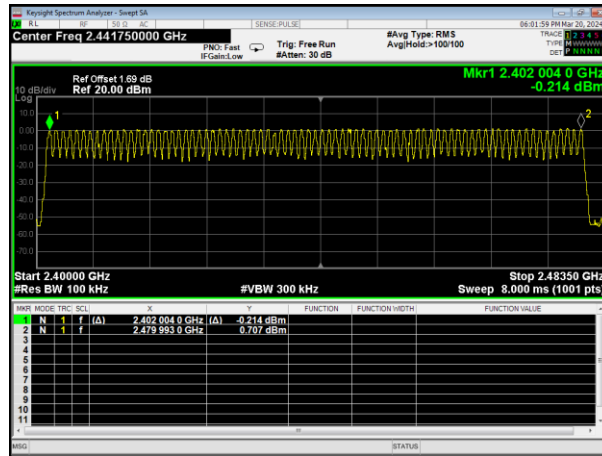 Keysight Spectrum Analyzer - Swept SA
RL RF 50 Ω AC SENSE:PULSE 06:01:59 PM Mar 20, 2024
Center Freq 2.441750000 GHz #Avg Type: RMS TRACE 1 2 3 4 5
PNO: Fast Trig: Free Run Avg|Hold:>100/100 TYPE M WWWWW
IFGain:Low #Atten: 30 dB DET P N N N N
Mkr1 2.402 004 0 GHz
Ref Offset 1.69 dB
10 dB/div Ref 20.00 dBm -0.214 dBm
Log
1 2
10.0
0.00
-10.0
-20.0
-30.0
-40.0
-50.0
-60.0
-70.0
Start 2.40000 GHz Stop 2.48350 GHz
#Res BW 100 kHz #VBW 300 kHz Sweep 8.000 ms (1001 pts)
MKR MODE TRC SCL X Y FUNCTION FUNCTION WIDTH FUNCTION VALUE
1 N 1 f (Δ) 2.402 004 0 GHz (Δ) -0.214 dBm
2 N 1 f 2.479 993 0 GHz 0.707 dBm
3
4
5
6
7
8
9
10
11
MSG STATUS